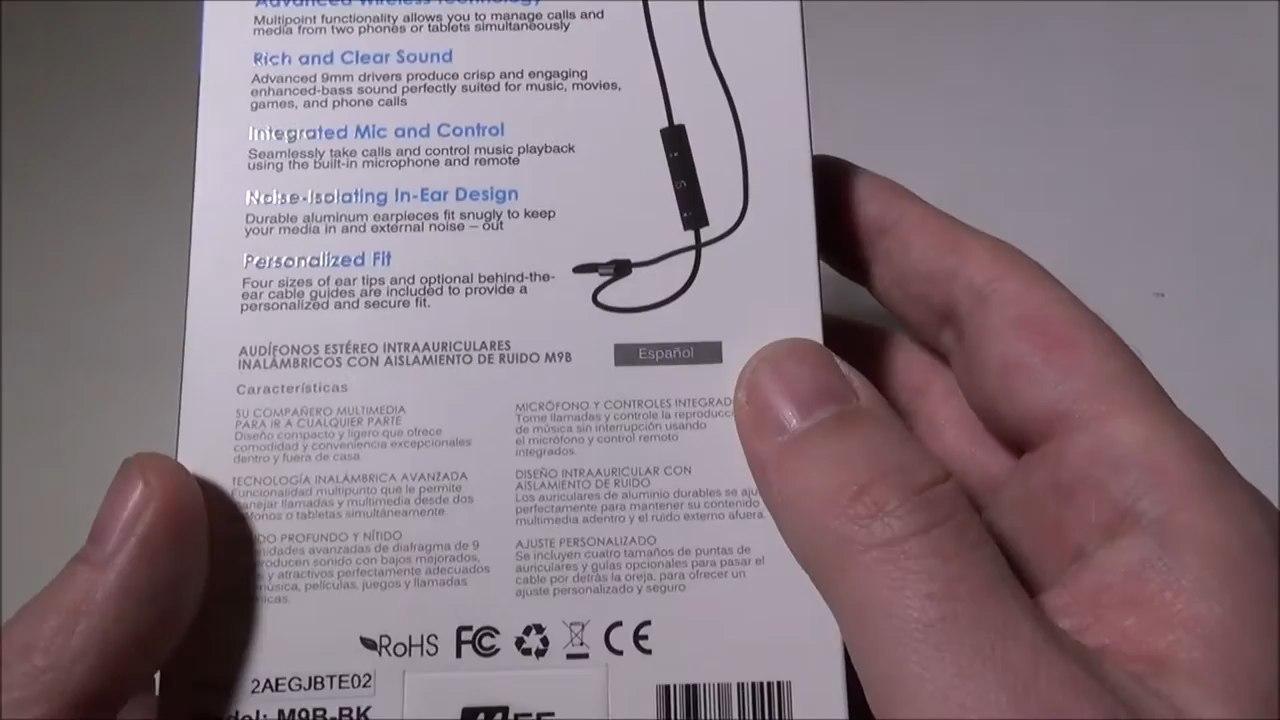 Advanced Wireless Technology
Multipoint functionality allows you to manage calls and
media from two phones or tablets simultaneously
Rich and Clear Sound
Advanced 9mm drivers produce crisp and engaging
enhanced-bass sound perfectly suited for music, movies,
games, and phone calls
Integrated Mic and Control
Seamlessly take calls and control music playback
using the built-in microphone and remote
Noise-Isolating In-Ear Design
Durable aluminum earpieces fit snugly to keep
your media in and external noise – out
Personalized Fit
Four sizes of ear tips and optional behind-the-
ear cable guides are included to provide a
personalized and secure fit.
AUDÍFONOS ESTÉREO INTRAAURICULARES
INALÁMBRICOS CON AISLAMIENTO DE RUIDO M9B
Español
Características
SU COMPAÑERO MULTIMEDIA
PARA IR A CUALQUIER PARTE
Diseño compacto y ligero que ofrece
comodidad y conveniencia excepcionales
dentro y fuera de casa.
TECNOLOGÍA INALÁMBRICA AVANZADA
Funcionalidad multipunto que le permite
manejar llamadas y multimedia desde dos
o tabletas simultáneamente
PROFUNDO Y NÍTIDO
avanzadas de diafragma de 9
sonido con bajos mejorados,
y atractivos perfectamente adecuados
películas, juegos y llamadas
MICRÓFONO Y CONTROLES
Tome llamadas y controle la
de música sin interrupción usando
el micrófono y control remoto
integrados.
DISEÑO INTRAAURICULAR CON
AISLAMIENTO DE RUIDO
Los auriculares de aluminio durables se
perfectamente para mantener su contenido
multimedia adentro y el ruido externo afuera.
AJUSTE PERSONALIZADO
Se incluyen cuatro tamaños de puntas de
auriculares y guías opcionales para pasar el
cable por detrás la oreja, para ofrecer un
ajuste personalizado y seguro
RoHS FC CE
2AEGJBTE02
M9B-BK
MEE